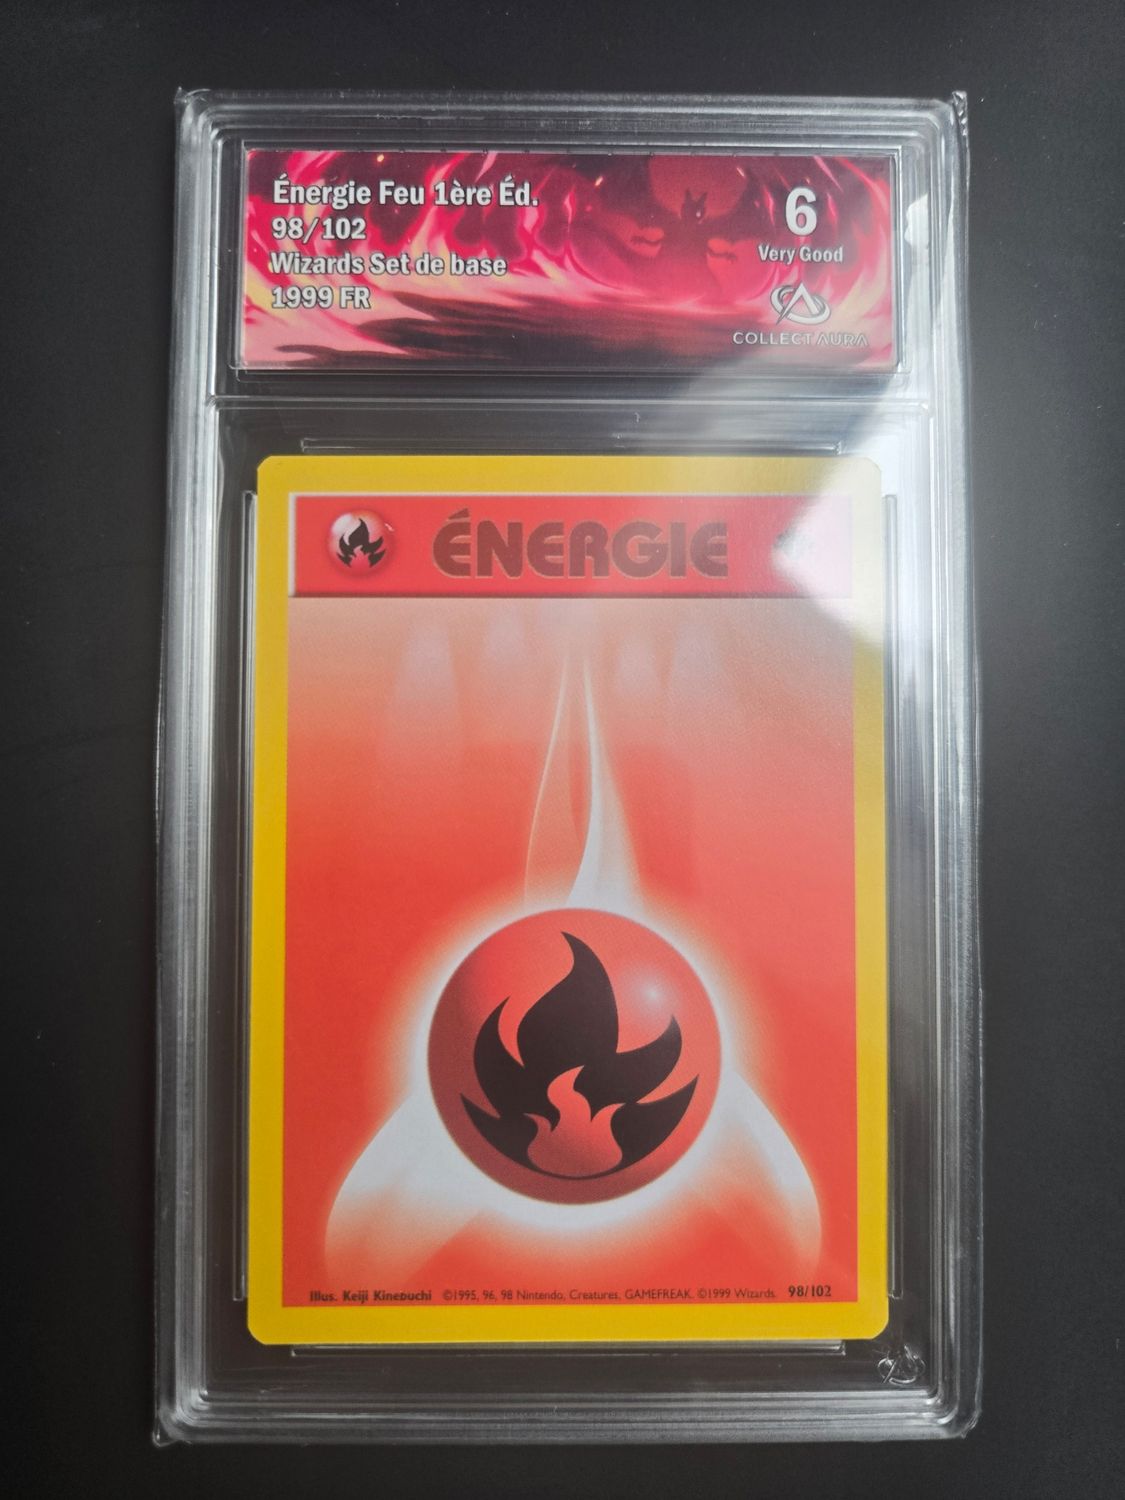 Énergie Feu 1ère Éd.
98/102
Wizards Set de base
1999 FR
6
Very Good
COLLECT AURA
ÉNERGIE
Illus. Keiji Kinebuchi ©1995, 96, 98 Nintendo, Creatures, GAMEFREAK. ©1999 Wizards. 98/102